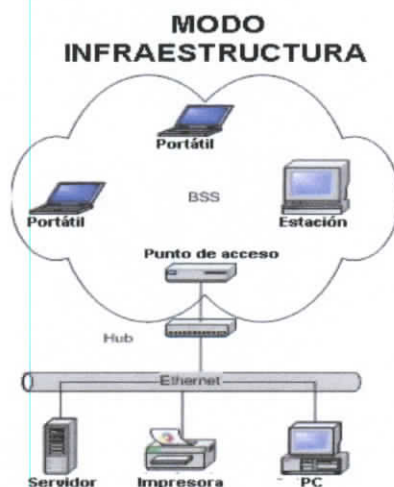 MODO
INFRAESTRUCTURA
Portátil
BSS
Portátil
Estación
Punto de acceso
Hub
Ethernet
Servidor
Impresora
PC